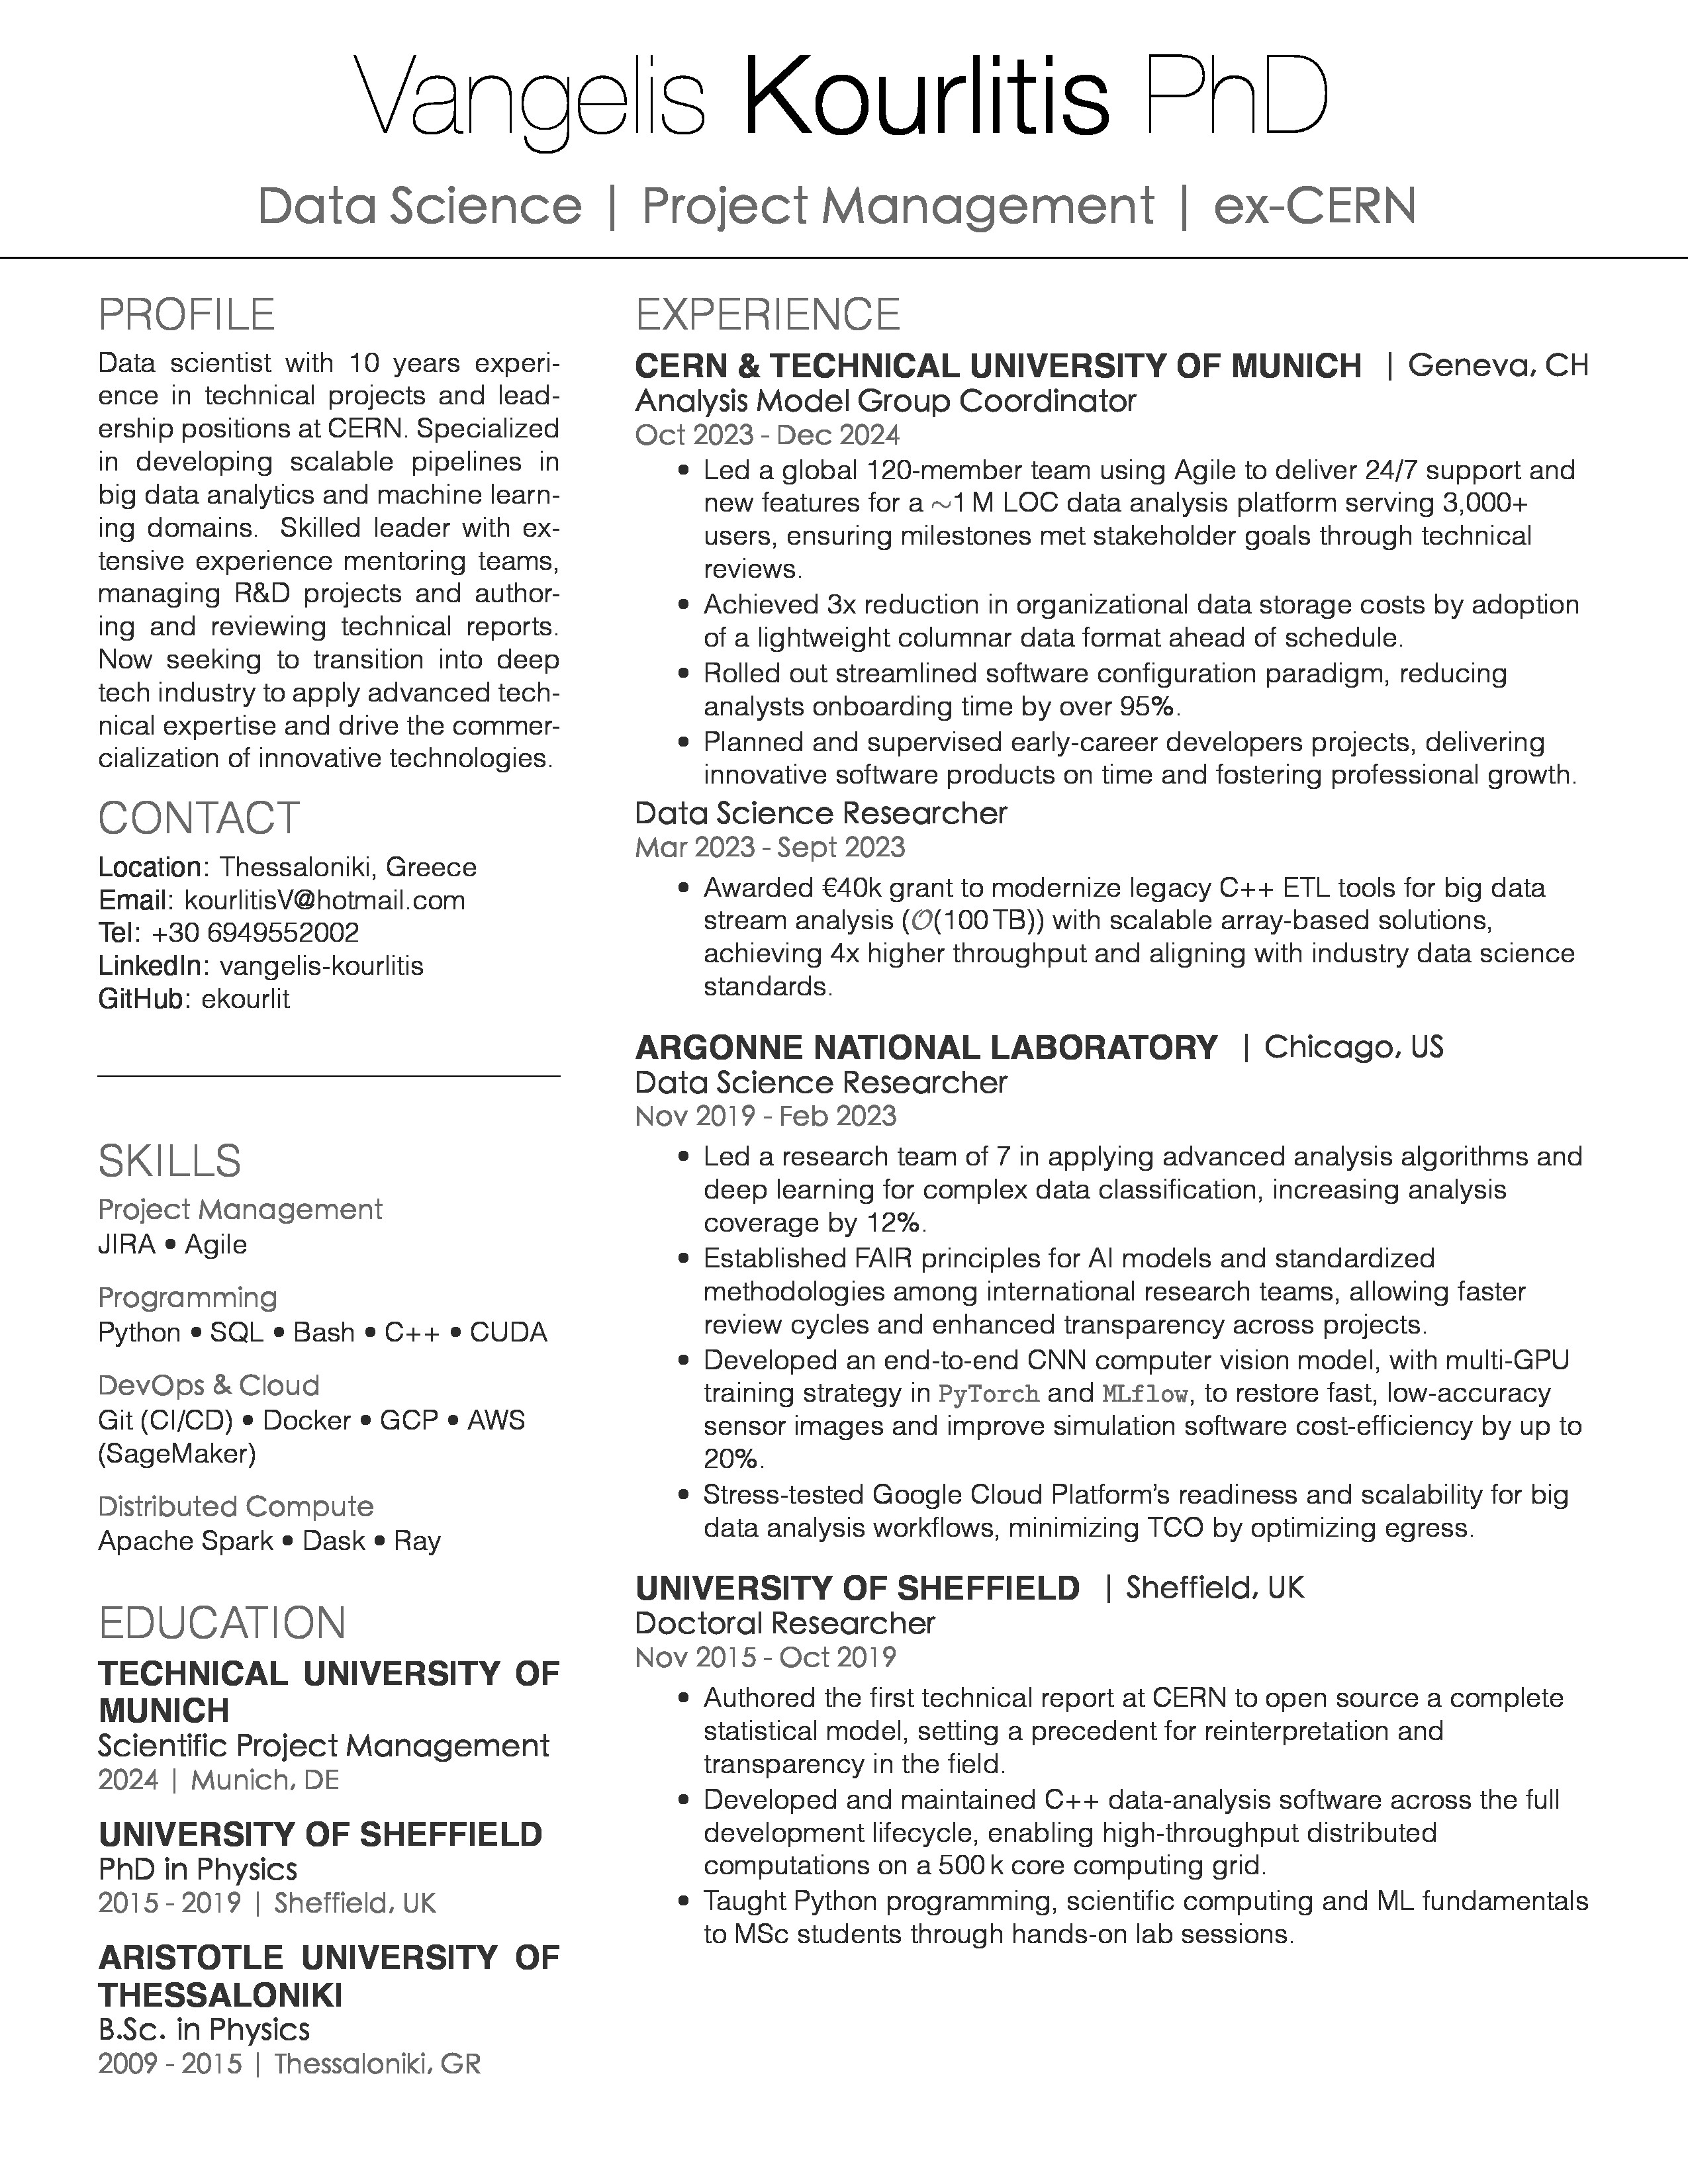 Vangelis Kourlitis PhD
Data Science | Project Management | ex-CERN
PROFILE
Data scientist with 10 years experi-
ence in technical projects and lead-
ership positions at CERN. Specialized
in developing scalable pipelines in
big data analytics and machine learn-
ing domains. Skilled leader with ex-
tensive experience mentoring teams,
managing R&D projects and author-
ing and reviewing technical reports.
Now seeking to transition into deep
tech industry to apply advanced tech-
nical expertise and drive the commer-
cialization of innovative technologies.
CONTACT
Location: Thessaloniki, Greece
Email: kourlitisV@hotmail.com
Tel: +30 6949552002
LinkedIn: vangelis-kourlitis
GitHub: ekourlit
SKILLS
Project Management
JIRA • Agile
Programming
Python • SQL • Bash • C++ • CUDA
DevOps & Cloud
Git (CI/CD) • Docker • GCP • AWS
(SageMaker)
Distributed Compute
Apache Spark • Dask • Ray
EDUCATION
TECHNICAL UNIVERSITY OF
MUNICH
Scientific Project Management
2024 | Munich, DE
UNIVERSITY OF SHEFFIELD
PhD in Physics
2015 - 2019 | Sheffield, UK
ARISTOTLE UNIVERSITY OF
THESSALONIKI
B.Sc. in Physics
2009 - 2015 | Thessaloniki, GR
EXPERIENCE
CERN & TECHNICAL UNIVERSITY OF MUNICH | Geneva, CH
Analysis Model Group Coordinator
Oct 2023 - Dec 2024
• Led a global 120-member team using Agile to deliver 24/7 support and
new features for a ~1 M LOC data analysis platform serving 3,000+
users, ensuring milestones met stakeholder goals through technical
reviews.
• Achieved 3x reduction in organizational data storage costs by adoption
of a lightweight columnar data format ahead of schedule.
• Rolled out streamlined software configuration paradigm, reducing
analysts onboarding time by over 95%.
• Planned and supervised early-career developers projects, delivering
innovative software products on time and fostering professional growth.
Data Science Researcher
Mar 2023 - Sept 2023
• Awarded €40k grant to modernize legacy C++ ETL tools for big data
stream analysis (𝒪(100 TB)) with scalable array-based solutions,
achieving 4x higher throughput and aligning with industry data science
standards.
ARGONNE NATIONAL LABORATORY | Chicago, US
Data Science Researcher
Nov 2019 - Feb 2023
• Led a research team of 7 in applying advanced analysis algorithms and
deep learning for complex data classification, increasing analysis
coverage by 12%.
• Established FAIR principles for AI models and standardized
methodologies among international research teams, allowing faster
review cycles and enhanced transparency across projects.
• Developed an end-to-end CNN computer vision model, with multi-GPU
training strategy in PyTorch and MLflow, to restore fast, low-accuracy
sensor images and improve simulation software cost-efficiency by up to
20%.
• Stress-tested Google Cloud Platform’s readiness and scalability for big
data analysis workflows, minimizing TCO by optimizing egress.
UNIVERSITY OF SHEFFIELD | Sheffield, UK
Doctoral Researcher
Nov 2015 - Oct 2019
• Authored the first technical report at CERN to open source a complete
statistical model, setting a precedent for reinterpretation and
transparency in the field.
• Developed and maintained C++ data-analysis software across the full
development lifecycle, enabling high-throughput distributed
computations on a 500 k core computing grid.
• Taught Python programming, scientific computing and ML fundamentals
to MSc students through hands-on lab sessions.